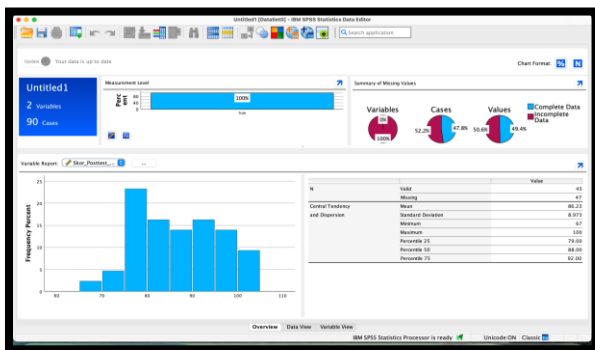 Untitled1 [DataSet0] - IBM SPSS Statistics Data Editor
Search application
Your data is up to date
Chart Format: % N
Untitled1
2 Variables
90 Cases
Measurement Level
Percent
80
40
0
100%
Summary of Missing Values
Variables
0%
100%
Cases
52.2%
47.8%
Values
50.6%
49.4%
Complete Data
Incomplete Data
Variable Report:
Skor_Posttest_...
...
Frequency Percent
25
20
15
10
5
0
60 70 80 90 100 110
Value
N Valid 43
Missing 47
Central Tendency and Dispersion Mean 86.23
Standard Deviation 8.973
Minimum 67
Maximum 100
Percentile 25 79.00
Percentile 50 88.00
Percentile 75 92.00
Overview Data View Variable View
IBM SPSS Statistics Processor is ready Unicode:ON Classic